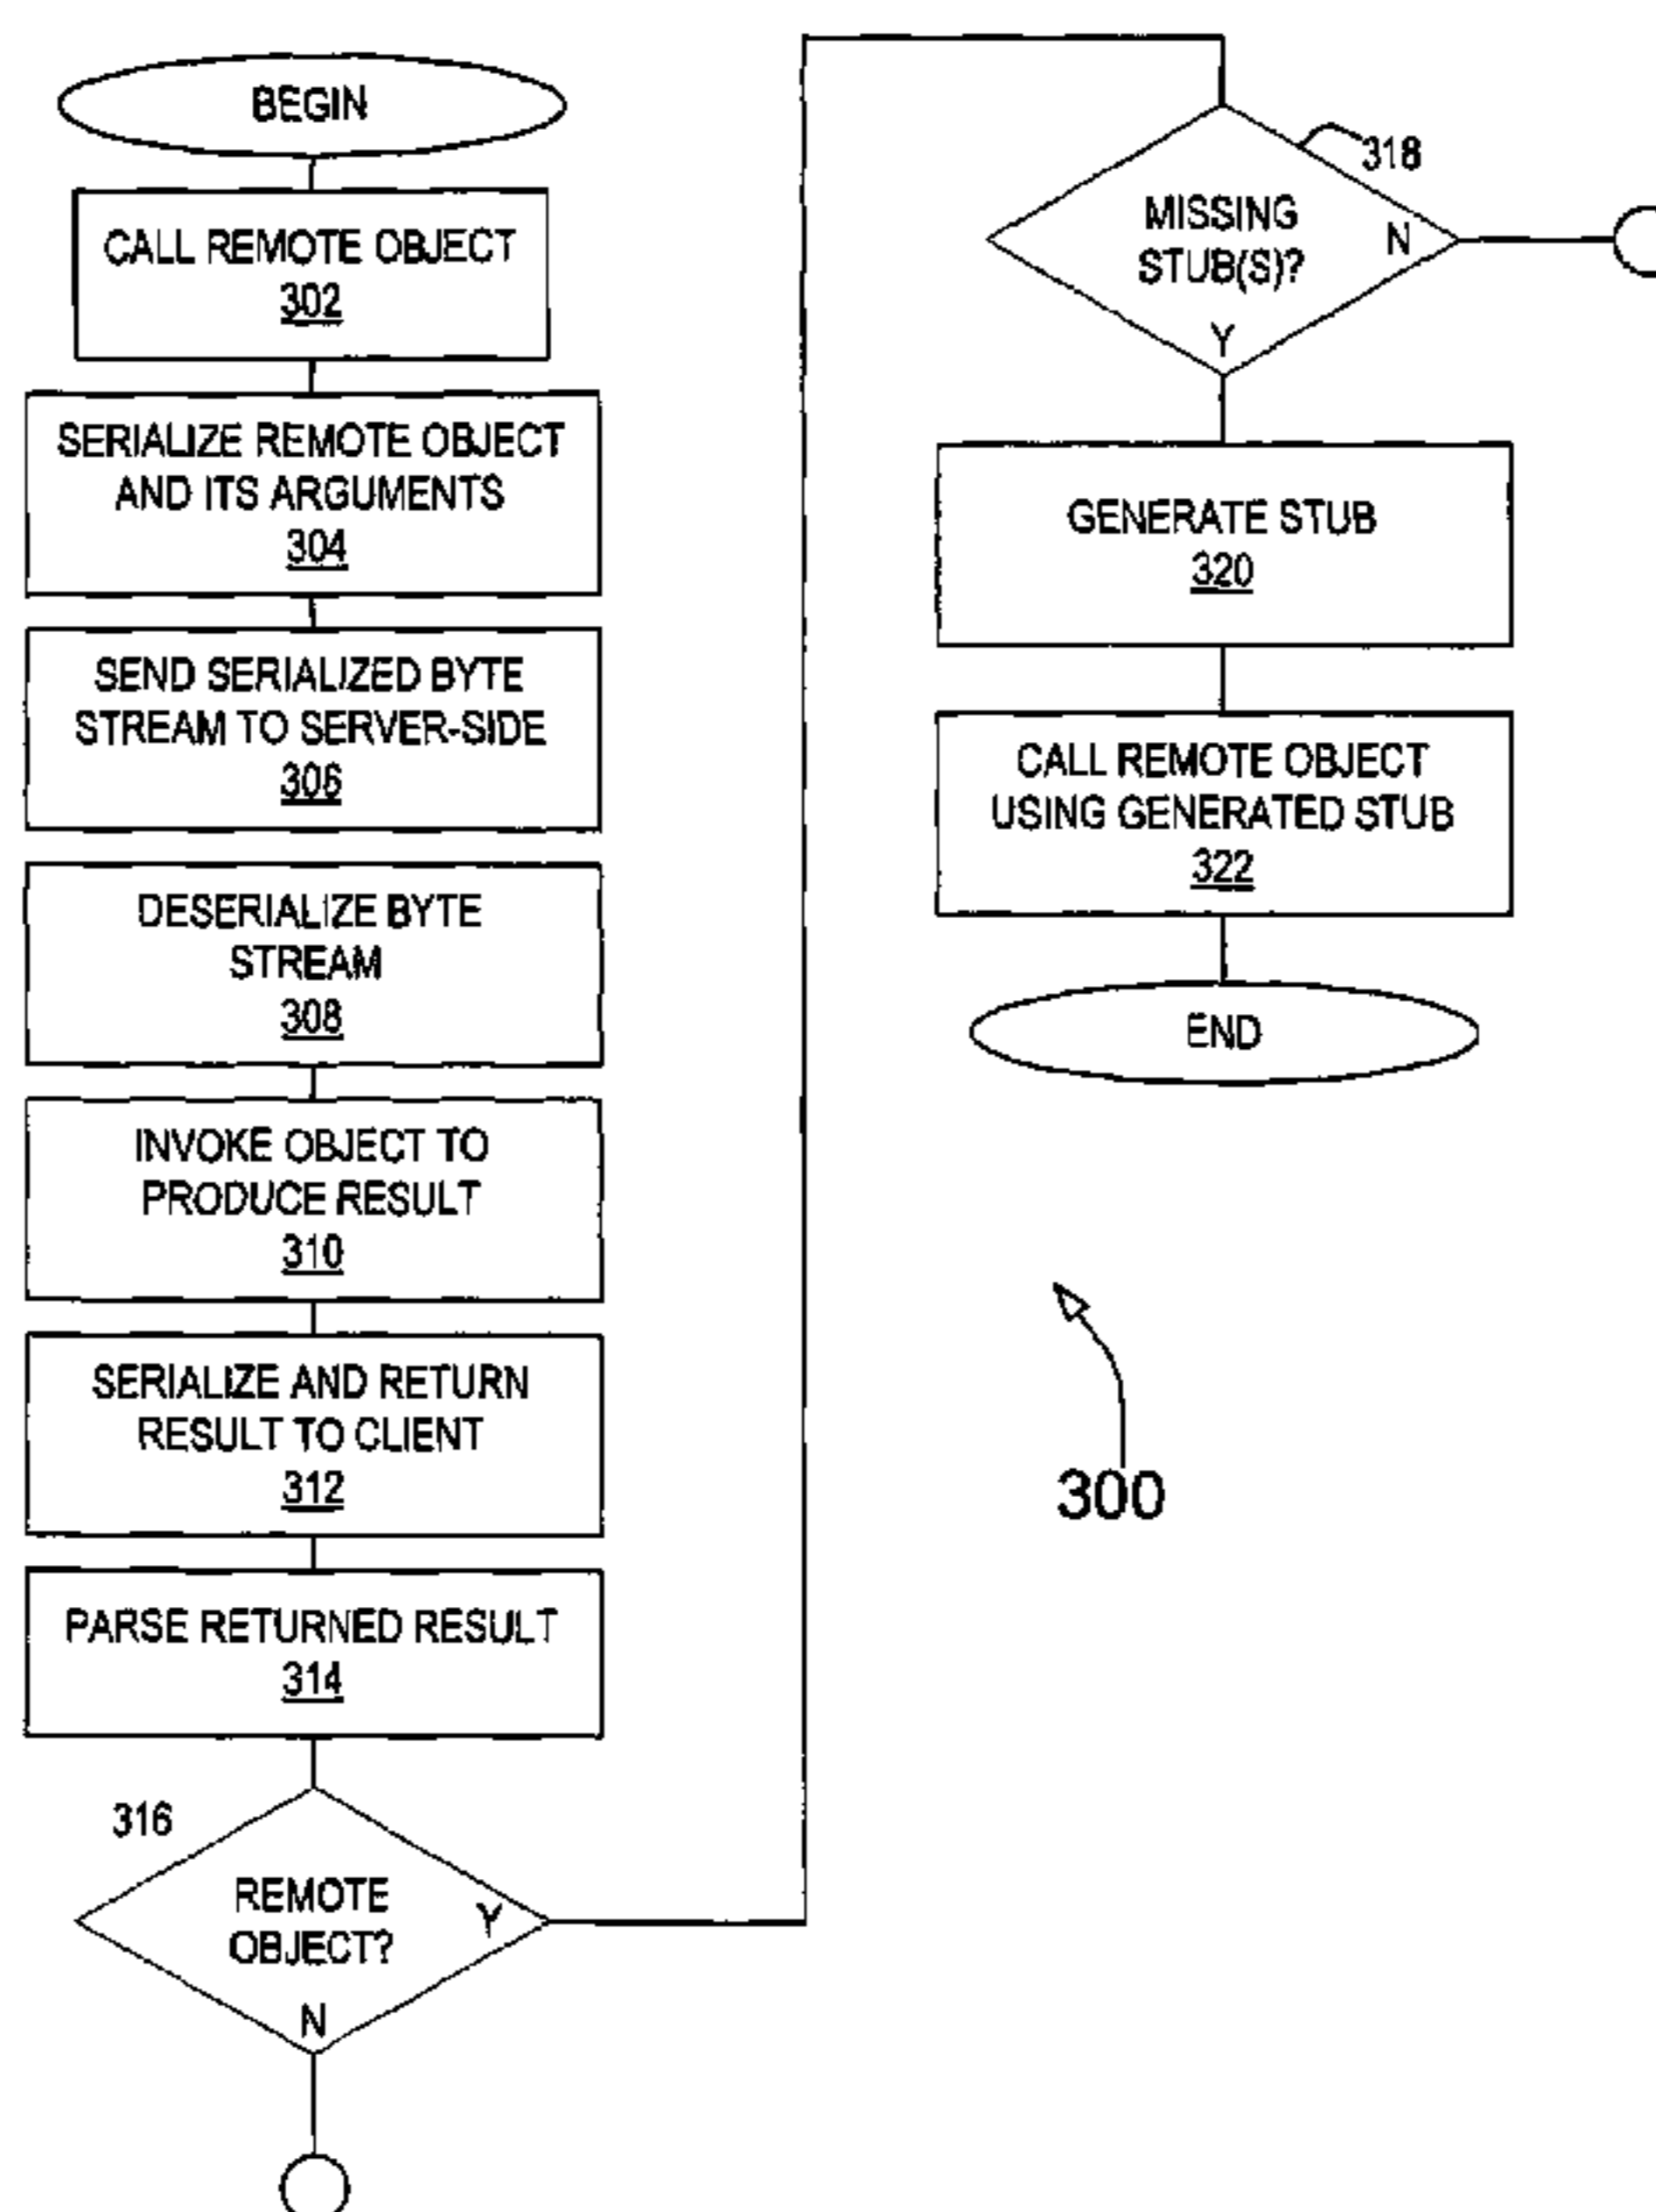 BEGIN
CALL REMOTE OBJECT
302
SERIALIZE REMOTE OBJECT
AND ITS ARGUMENTS
304
SEND SERIALIZED BYTE
STREAM TO SERVER-SIDE
306
DESERIALIZE BYTE
STREAM
308
INVOKE OBJECT TO
PRODUCE RESULT
310
SERIALIZE AND RETURN
RESULT TO CLIENT
312
PARSE RETURNED RESULT
314
316
REMOTE
OBJECT?
Y
N
318
MISSING
STUB(S)?
N
Y
GENERATE STUB
320
CALL REMOTE OBJECT
USING GENERATED STUB
322
END
300